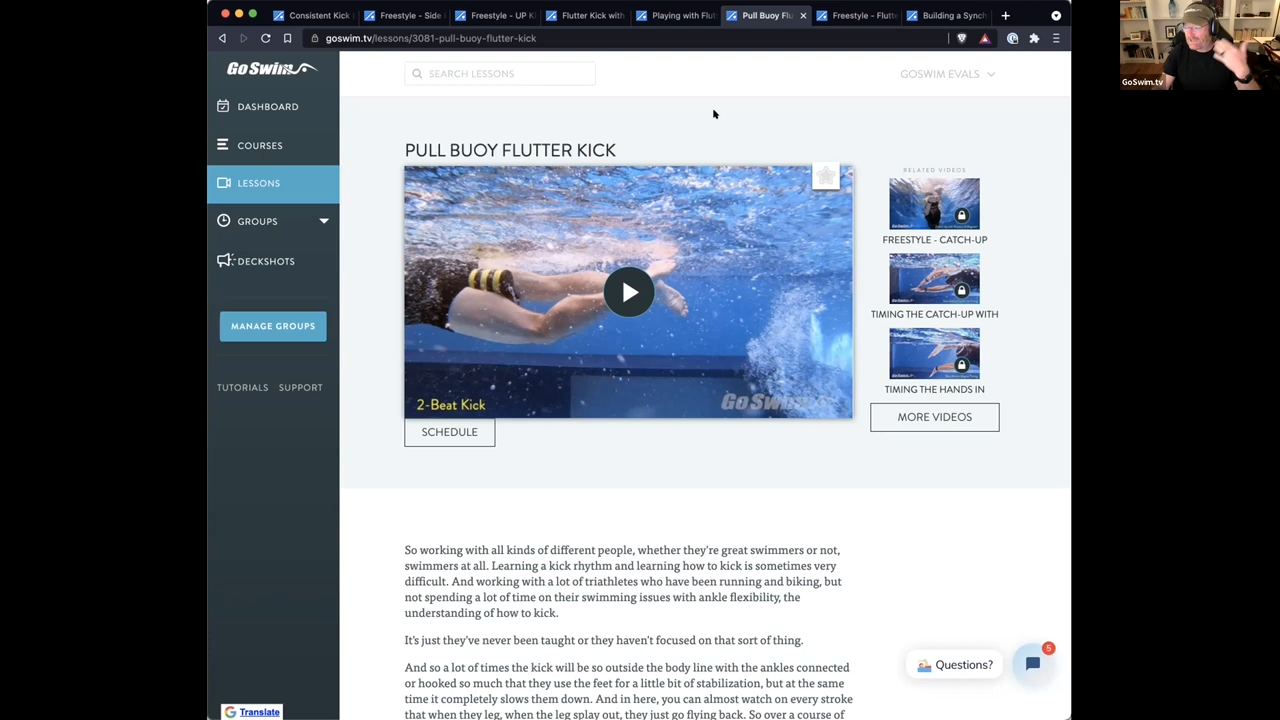 Consistent Kick
Freestyle - Side
Freestyle - UP K
Flutter Kick with
Playing with Flut
Pull Buoy Flu
Freestyle - Flutte
Building a Synch
goswim.tv/lessons/3081-pull-buoy-flutter-kick
GoSwim.tv
GoSwim
SEARCH LESSONS
GOSWIM EVALS
DASHBOARD
COURSES
LESSONS
GROUPS
DECKSHOTS
MANAGE GROUPS
TUTORIALS SUPPORT
PULL BUOY FLUTTER KICK
2-Beat Kick
GoSwim
SCHEDULE
RELATED VIDEOS
FREESTYLE - CATCH-UP
TIMING THE CATCH-UP WITH
TIMING THE HANDS IN
MORE VIDEOS
So working with all kinds of different people, whether they're great swimmers or not,
swimmers at all. Learning a kick rhythm and learning how to kick is sometimes very
difficult. And working with a lot of triathletes who have been running and biking, but
not spending a lot of time on their swimming issues with ankle flexibility, the
understanding of how to kick.
It's just they've never been taught or they haven't focused on that sort of thing.
And so a lot of times the kick will be so outside the body line with the ankles connected
or hooked so much that they use the feet for a little bit of stabilization, but at the same
time it completely slows them down. And in here, you can almost watch on every stroke
that when they leg, when the leg splay out, they just go flying back. So over a course of
Questions?
5
Translate